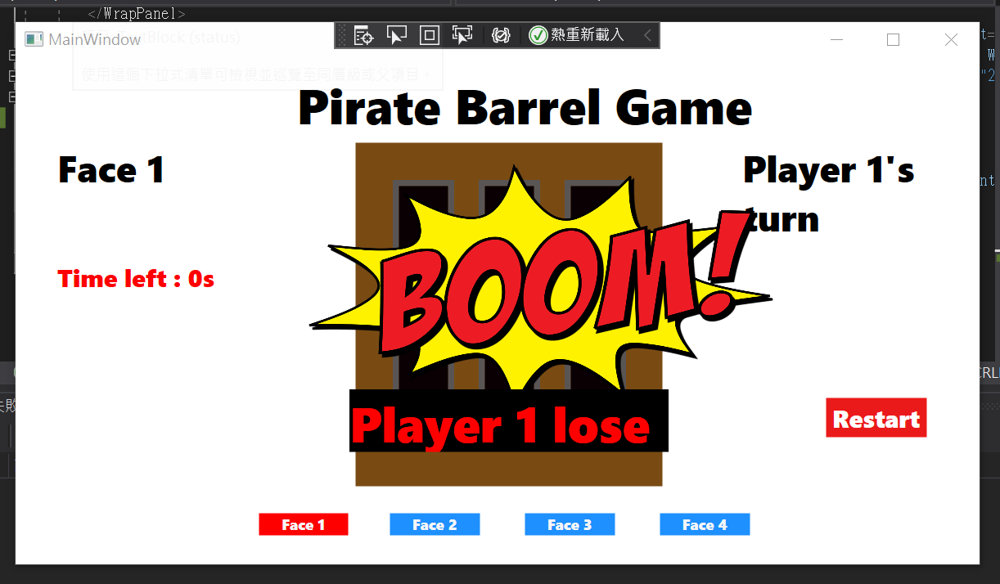 </WrapPanel>
MainWindow
TextBlock (status)
熱重新載入
使用這個下拉式清單可檢視並巡覽至同層級或父項目。
Pirate Barrel Game
Face 1
Player 1's
turn
Time left : 0s
BOOM!
Player 1 lose
Restart
Face 1
Face 2
Face 3
Face 4